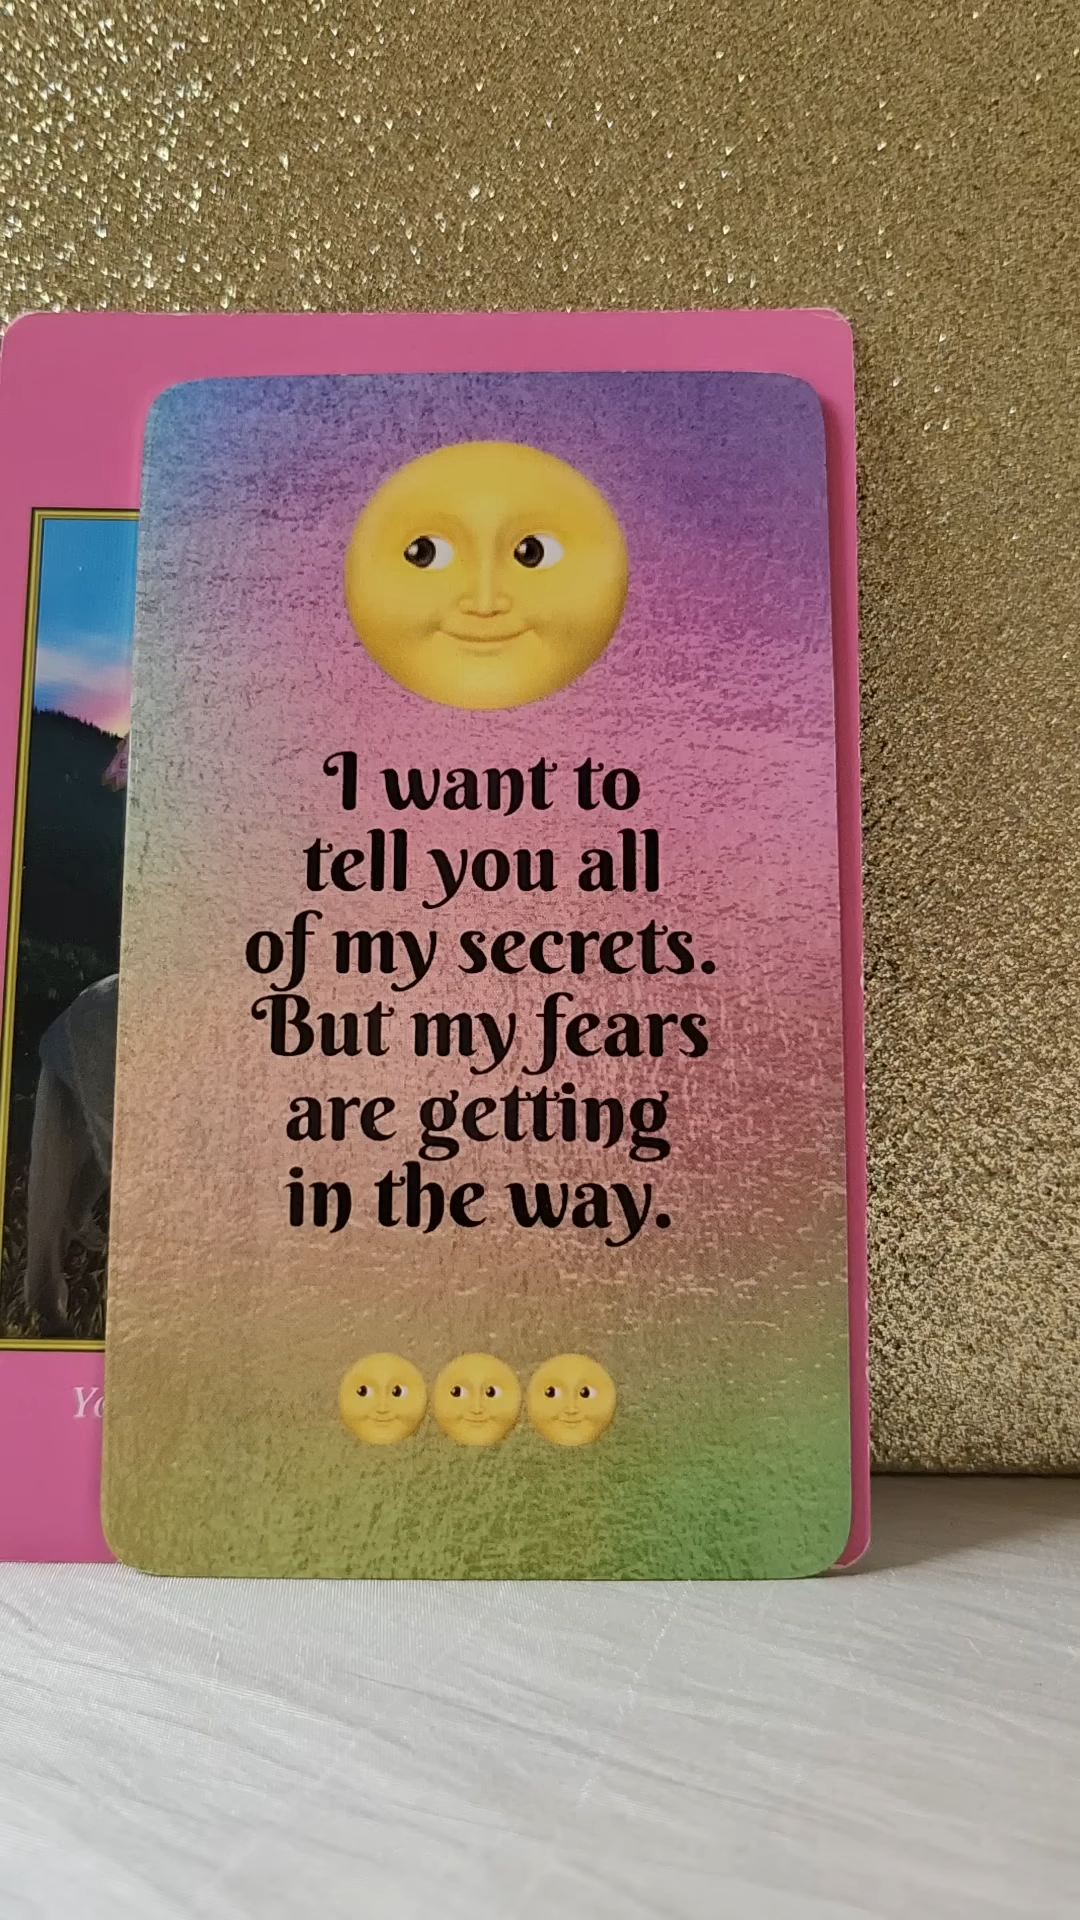 I want to
tell you all
of my secrets.
But my fears
are getting
in the way.